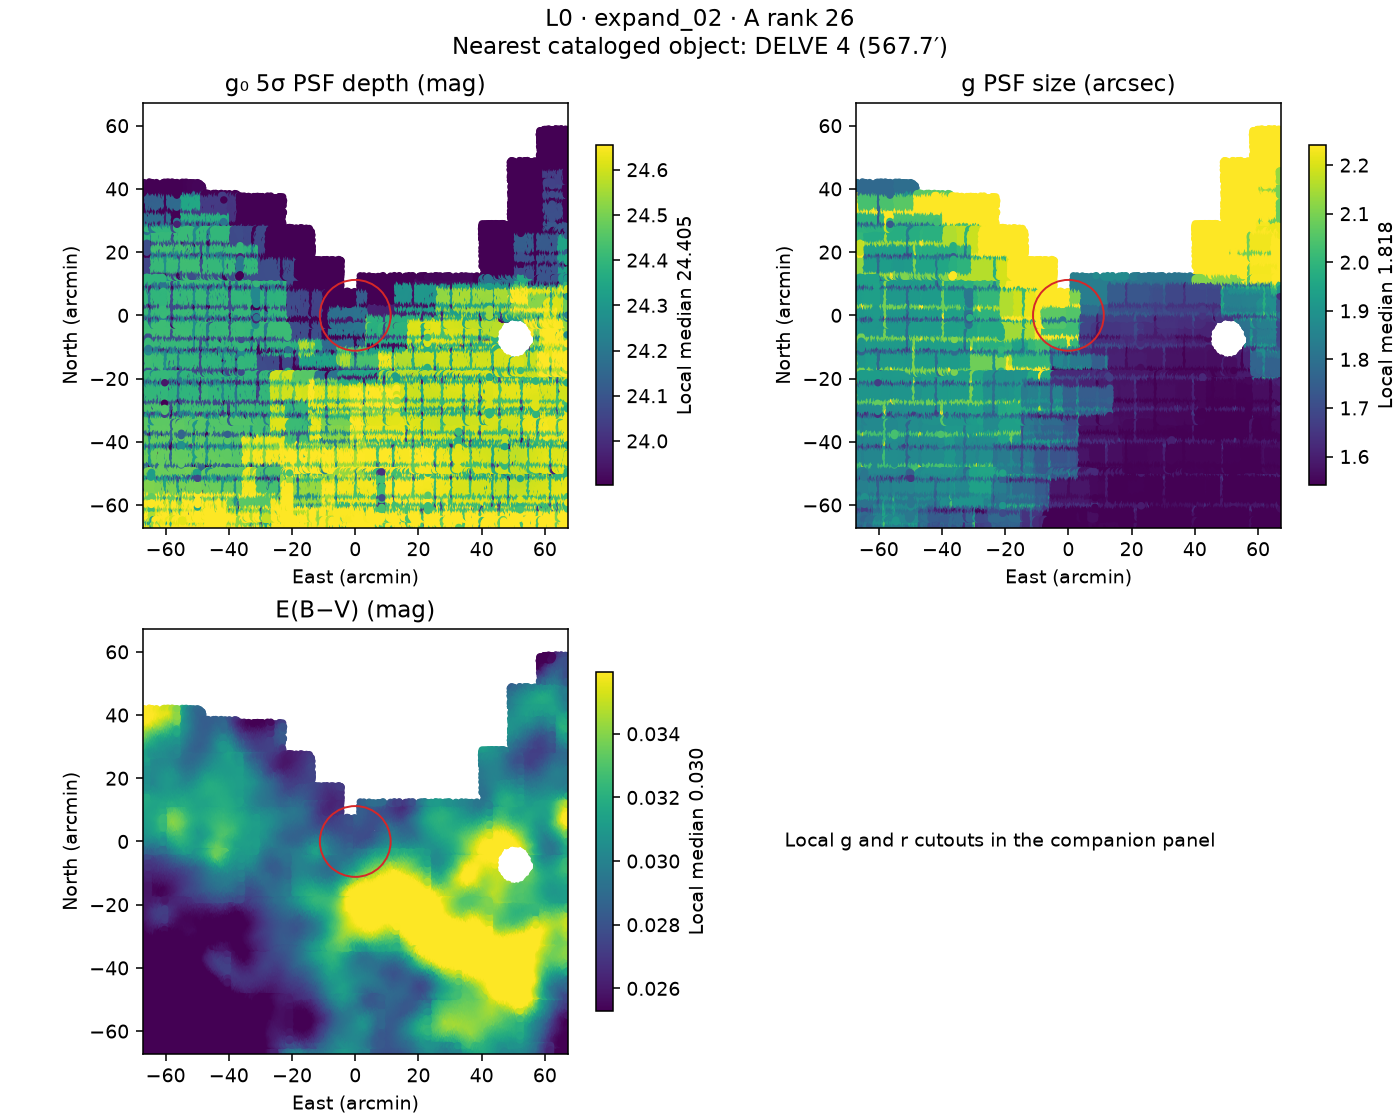 L0 · expand_02 · A rank 26
Nearest cataloged object: DELVE 4 (567.7′)
g₀ 5σ PSF depth (mag)
60
40
20
0
−20
−40
−60
−60 −40 −20 0 20 40 60
North (arcmin)
East (arcmin)
24.6
24.5
24.4
24.3
24.2
24.1
24.0
Local median 24.405
g PSF size (arcsec)
60
40
20
0
−20
−40
−60
−60 −40 −20 0 20 40 60
North (arcmin)
East (arcmin)
2.2
2.1
2.0
1.9
1.8
1.7
1.6
Local median 1.818
E(B−V) (mag)
60
40
20
0
−20
−40
−60
−60 −40 −20 0 20 40 60
North (arcmin)
East (arcmin)
0.034
0.032
0.030
0.028
0.026
Local median 0.030
Local g and r cutouts in the companion panel